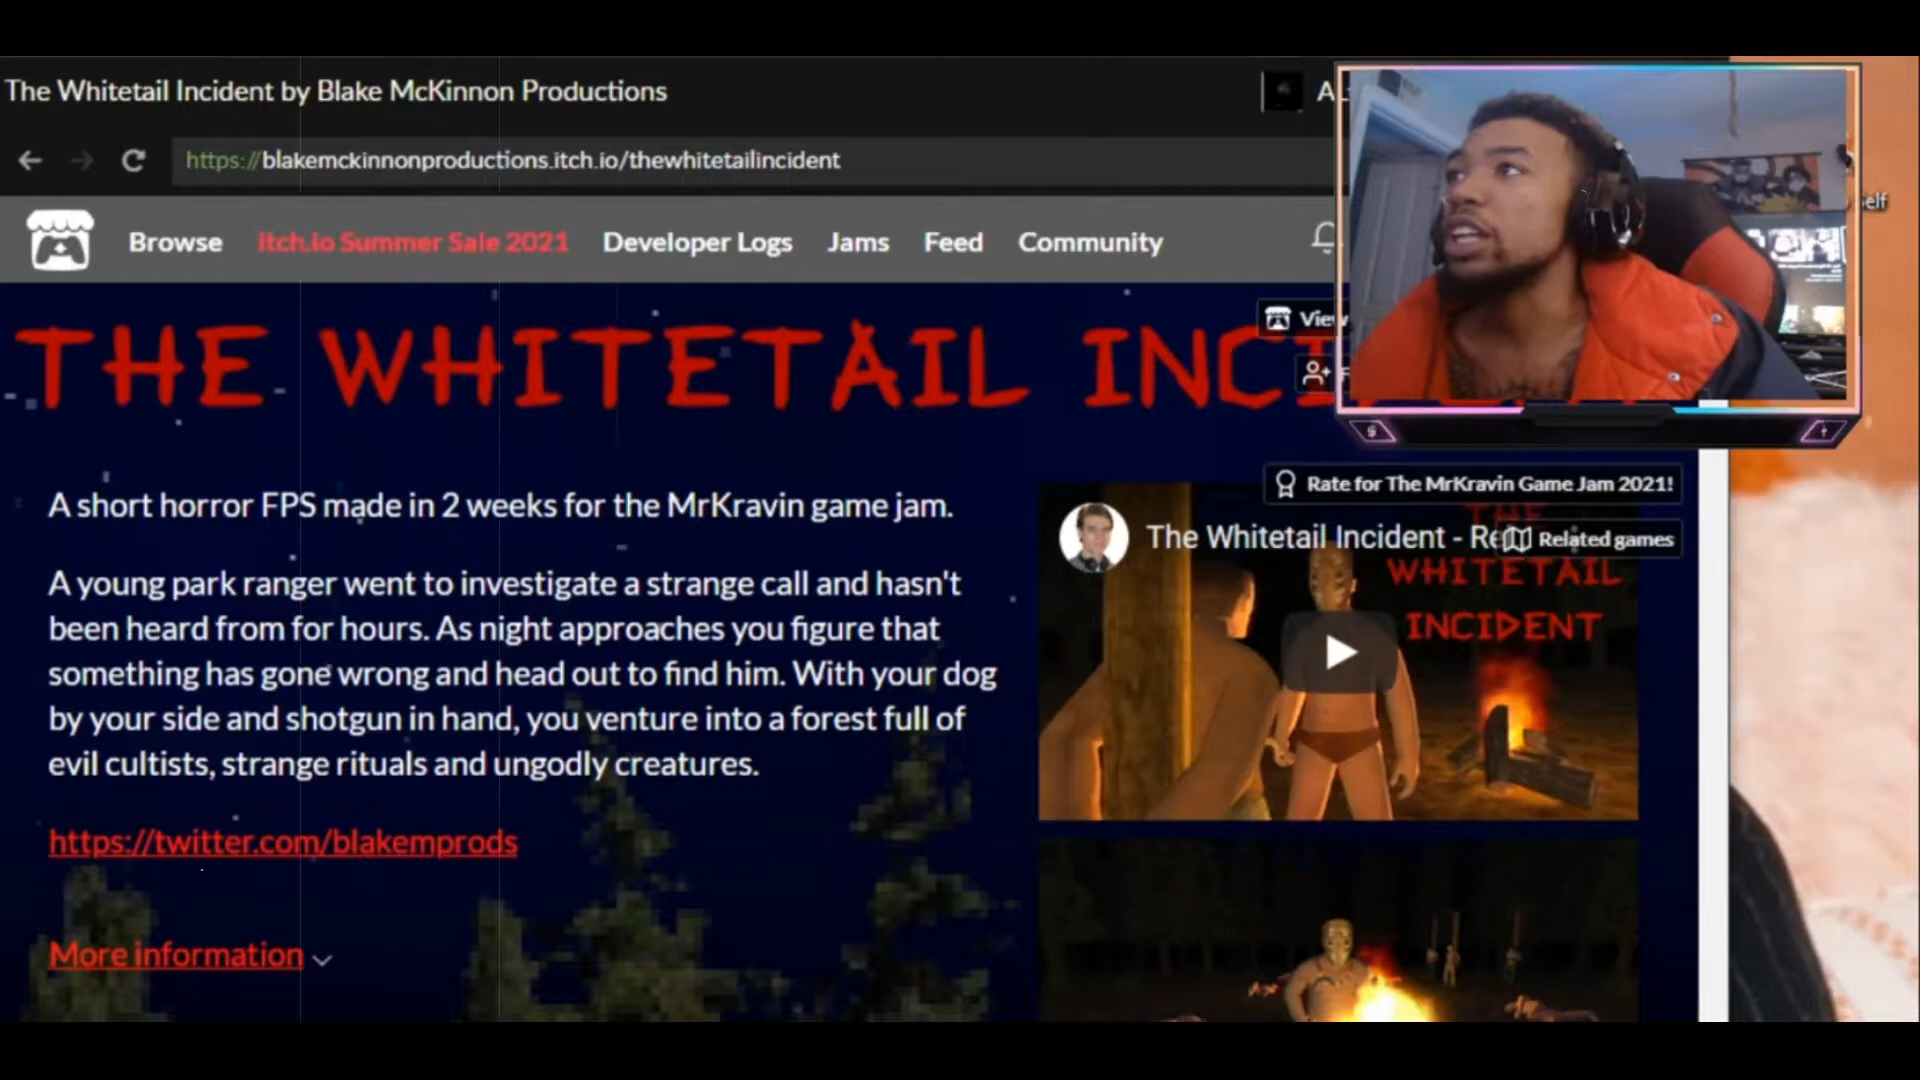 The Whitetail Incident by Blake McKinnon Productions
https://blakemckinnonproductions.itch.io/thewhitetailincident
Browse
itch.io Summer Sale 2021
Developer Logs
Jams
Feed
Community
View
THE WHITETAIL
A short horror FPS made in 2 weeks for the MrKravin game jam.
A young park ranger went to investigate a strange call and hasn't
been heard from for hours. As night approaches you figure that
something has gone wrong and head out to find him. With your dog
by your side and shotgun in hand, you venture into a forest full of
evil cultists, strange rituals and ungodly creatures.
https://twitter.com/blakemprods
More information
Rate for The MrKravin Game Jam 2021!
The Whitetail Incident -
Related games
THE
WHITETAIL
INCIDENT